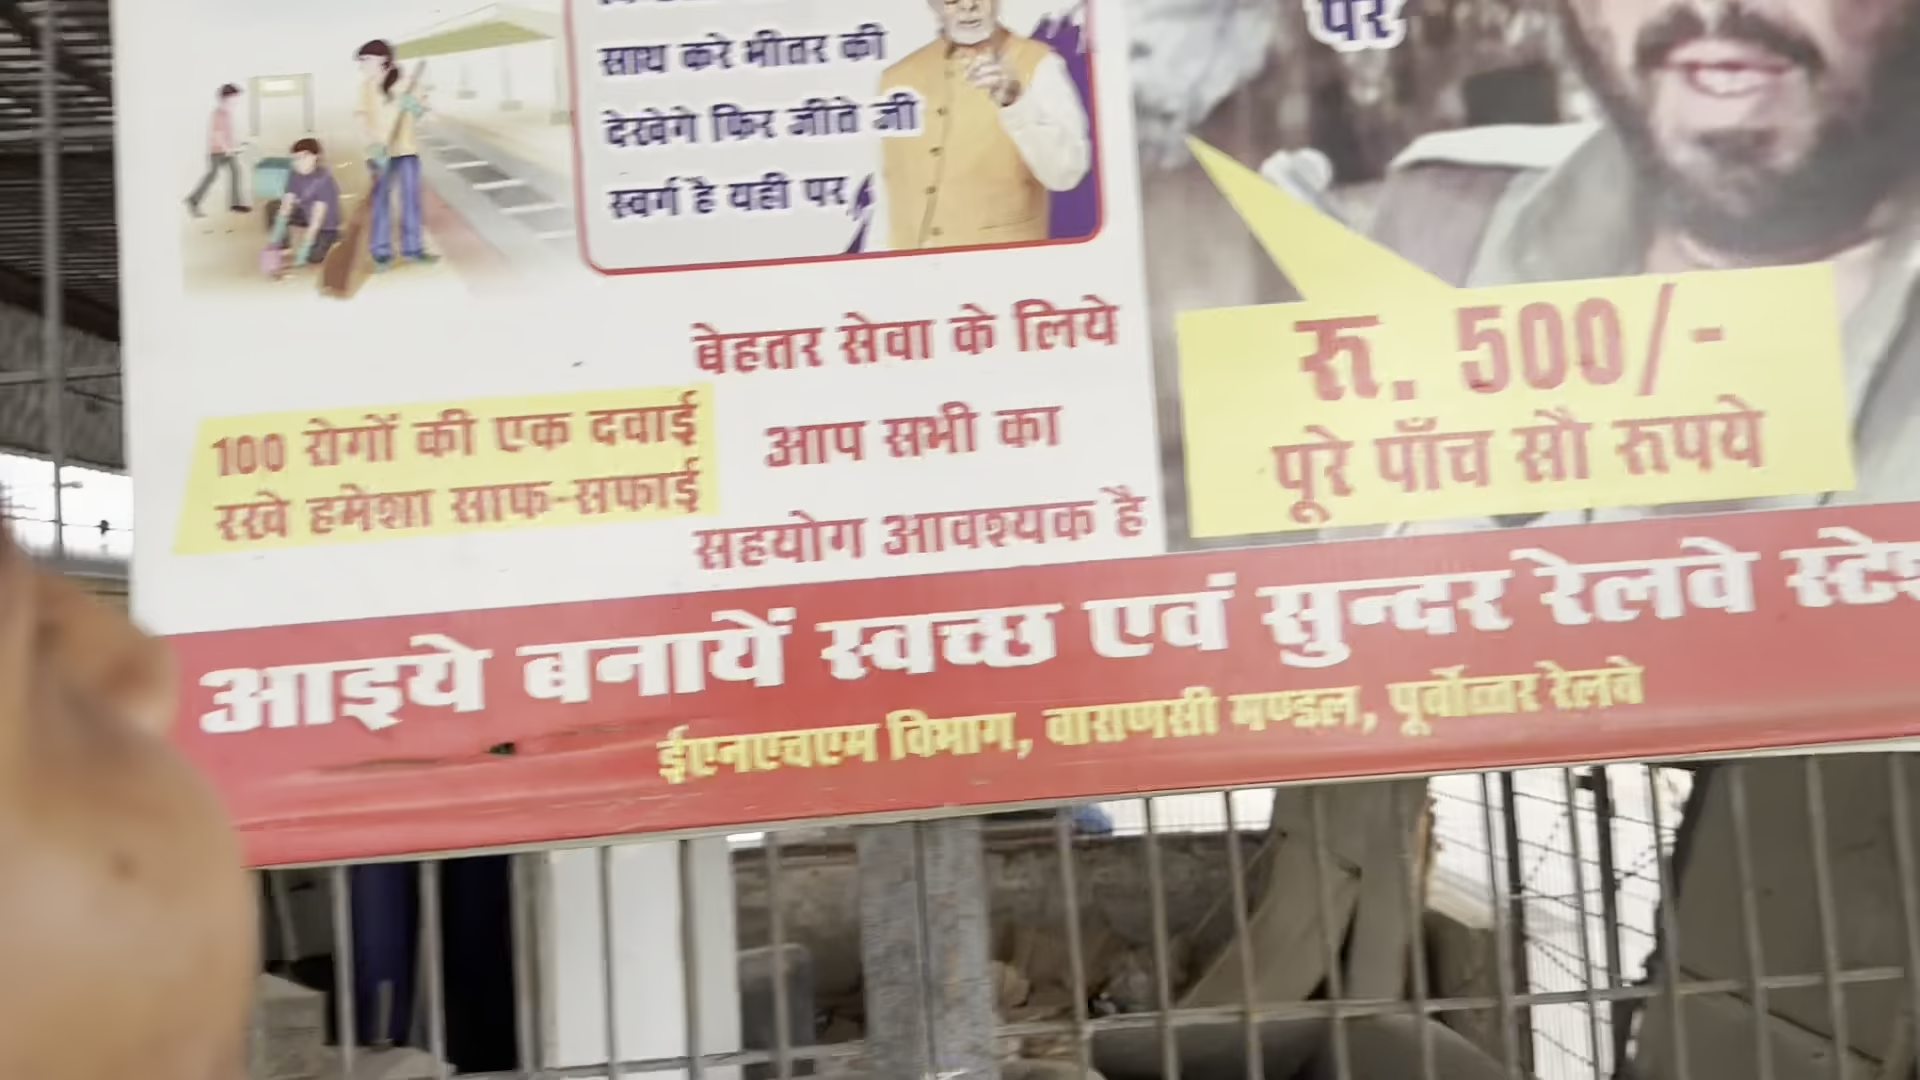 पर
साथ करे भीतर की
देखेगे फिर जीते जी
स्वर्ग है यही पर
रू. 500/-
पूरे पाँच सौ रूपये
बेहतर सेवा के लिये
आप सभी का
सहयोग आवश्यक है
100 रोगों की एक दवाई
रखे हमेशा साफ-सफाई
आइये बनायें स्वच्छ एवं सुन्दर रेलवे
ईएनएचएम विभाग, वाराणसी मण्डल, पूर्वोत्तर रेलवे